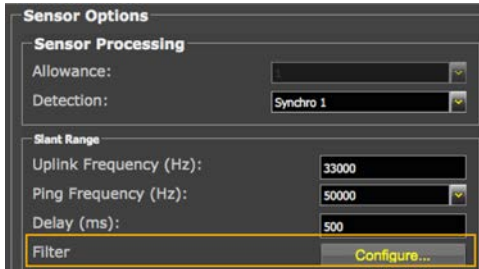 Sensor Options
Sensor Processing
Allowance: 1
Detection: Synchro 1
Slant Range
Uplink Frequency (Hz): 33000
Ping Frequency (Hz): 50000
Delay (ms): 500
Filter Configure...